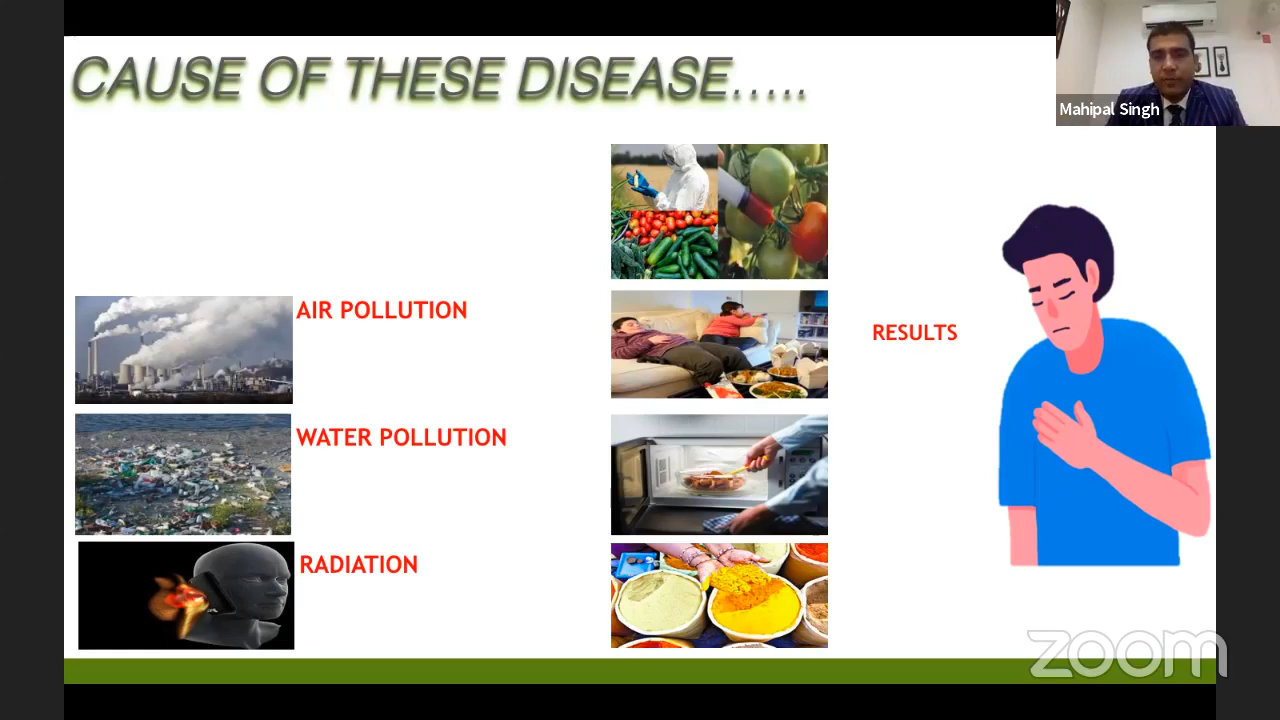 CAUSE OF THESE DISEASE.....
Mahipal Singh
AIR POLLUTION
RESULTS
WATER POLLUTION
RADIATION
zoom